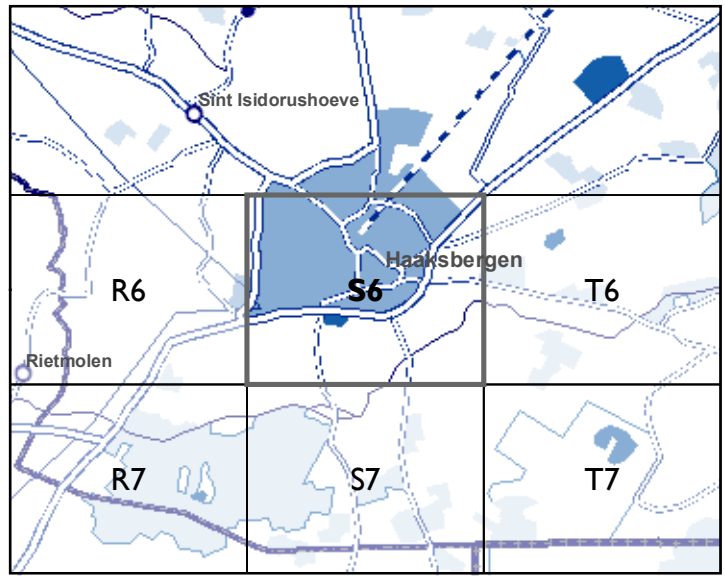 Sint Isidorushoeve
Haaksbergen
R6
S6
T6
Rietmolen
R7
S7
T7